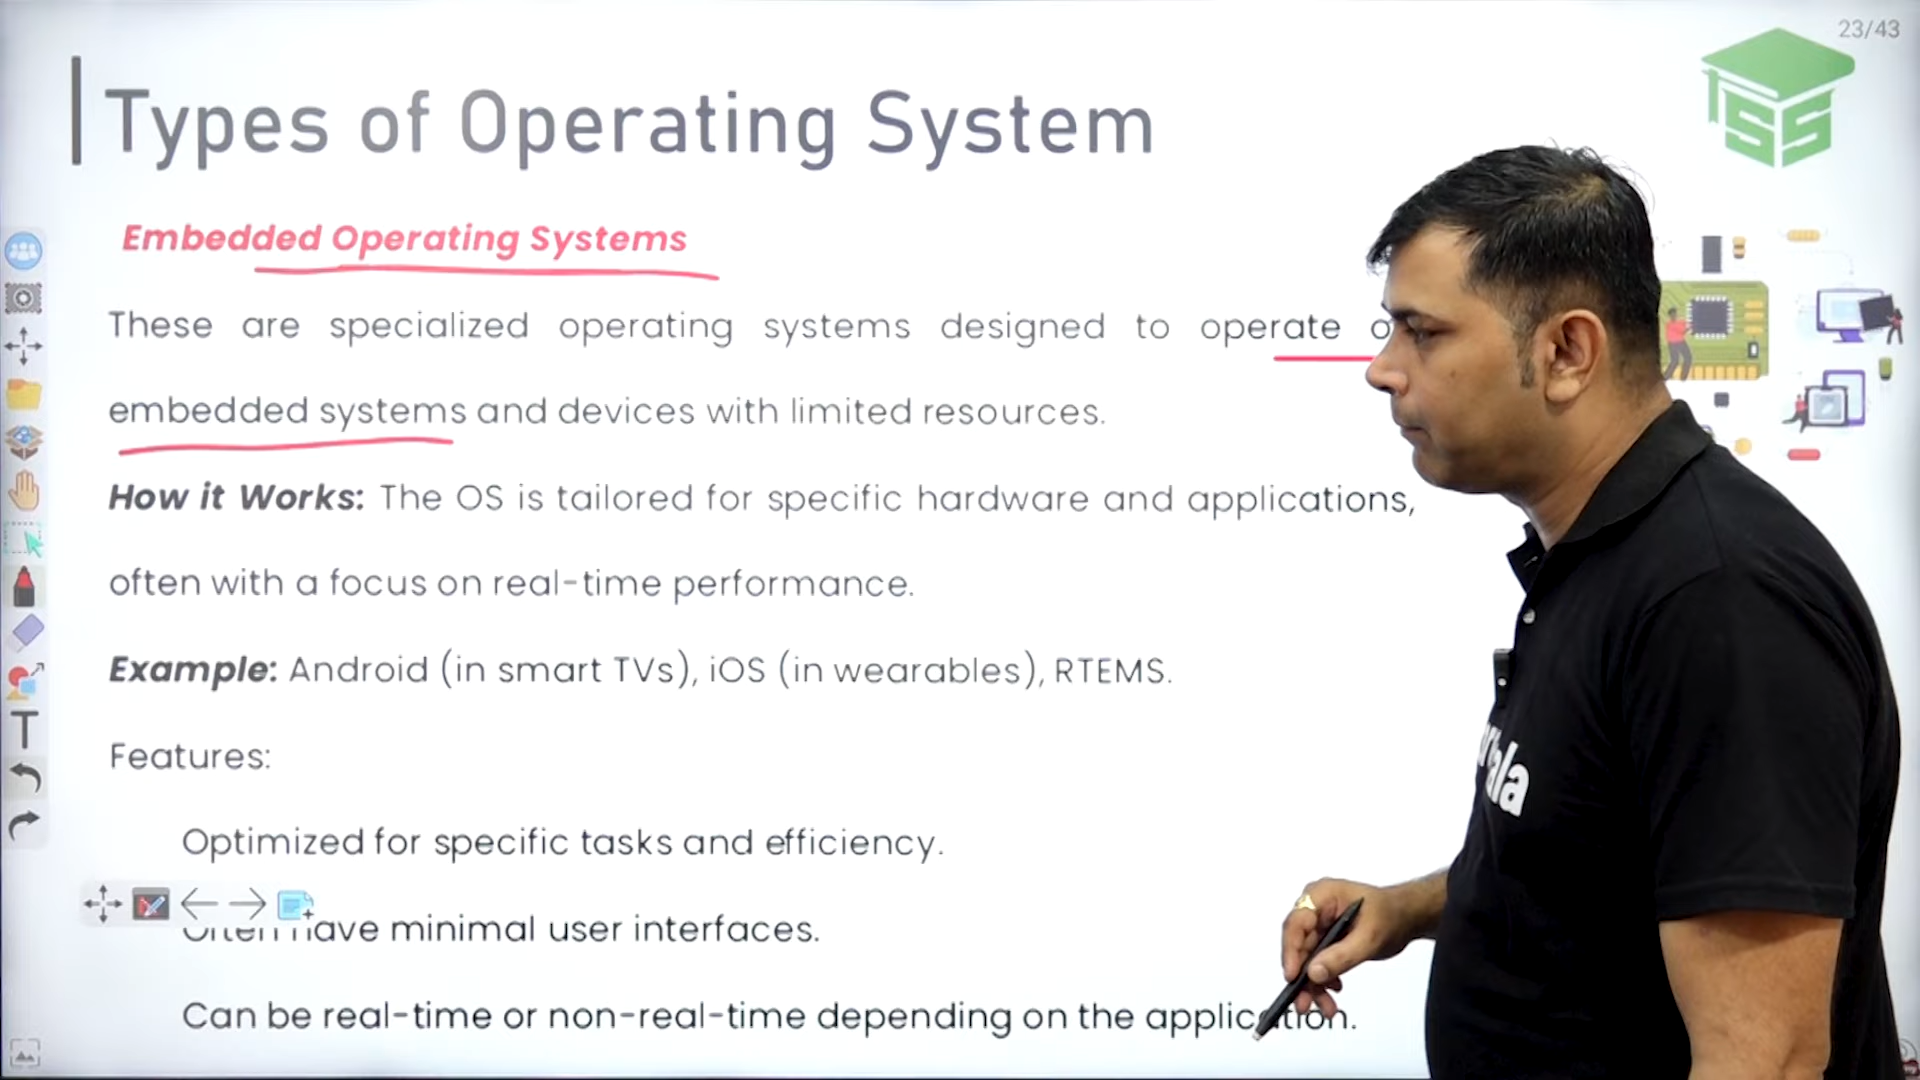 23/43
SS
Types of Operating System
Embedded Operating Systems
These are specialized operating systems designed to operate
embedded systems and devices with limited resources.
How it Works: The OS is tailored for specific hardware and applications,
often with a focus on real-time performance.
Example: Android (in smart TVs), iOS (in wearables), RTEMS.
Features:
Optimized for specific tasks and efficiency.
Often have minimal user interfaces.
Can be real-time or non-real-time depending on the application.
T